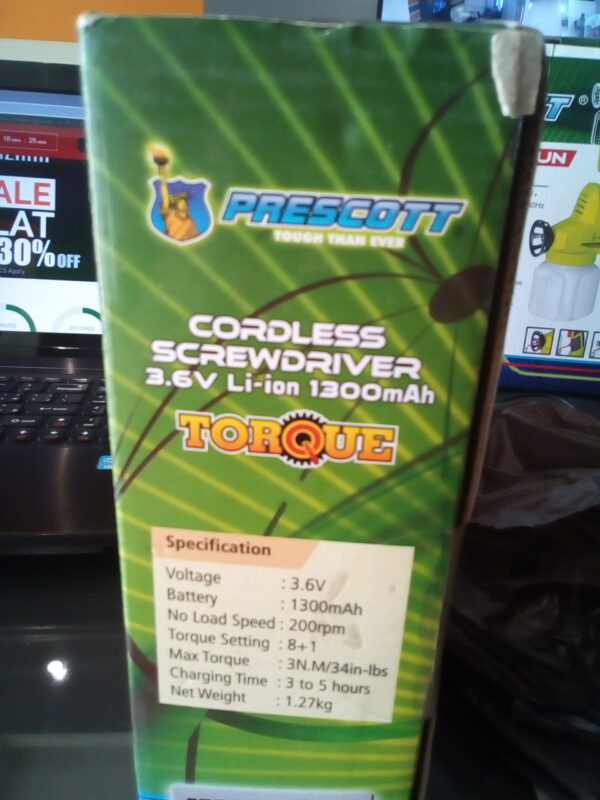 PRESCOTT
TOUGH THAN EVER
CORDLESS
SCREWDRIVER
3.6V Li-ion 1300mAh
TORQUE
Specification
Voltage : 3.6V
Battery : 1300mAh
No Load Speed : 200rpm
Torque Setting : 8+1
Max Torque : 3N.M/34in-lbs
Charging Time : 3 to 5 hours
Net Weight : 1.27kg
ALE
LAT
30% OFF
T®
UN